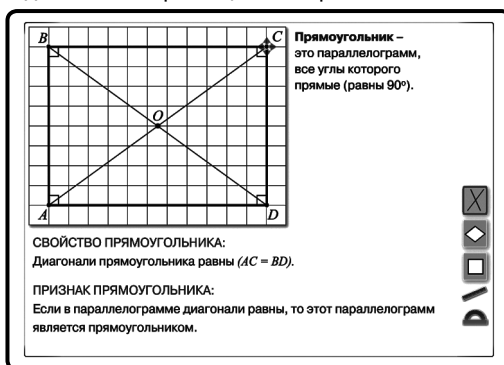 B
C
O
A
D
Прямоугольник –
это параллелограмм,
все углы которого
прямые (равны 90º).
СВОЙСТВО ПРЯМОУГОЛЬНИКА:
Диагонали прямоугольника равны (AC = BD).
ПРИЗНАК ПРЯМОУГОЛЬНИКА:
Если в параллелограмме диагонали равны, то этот параллелограмм
является прямоугольником.